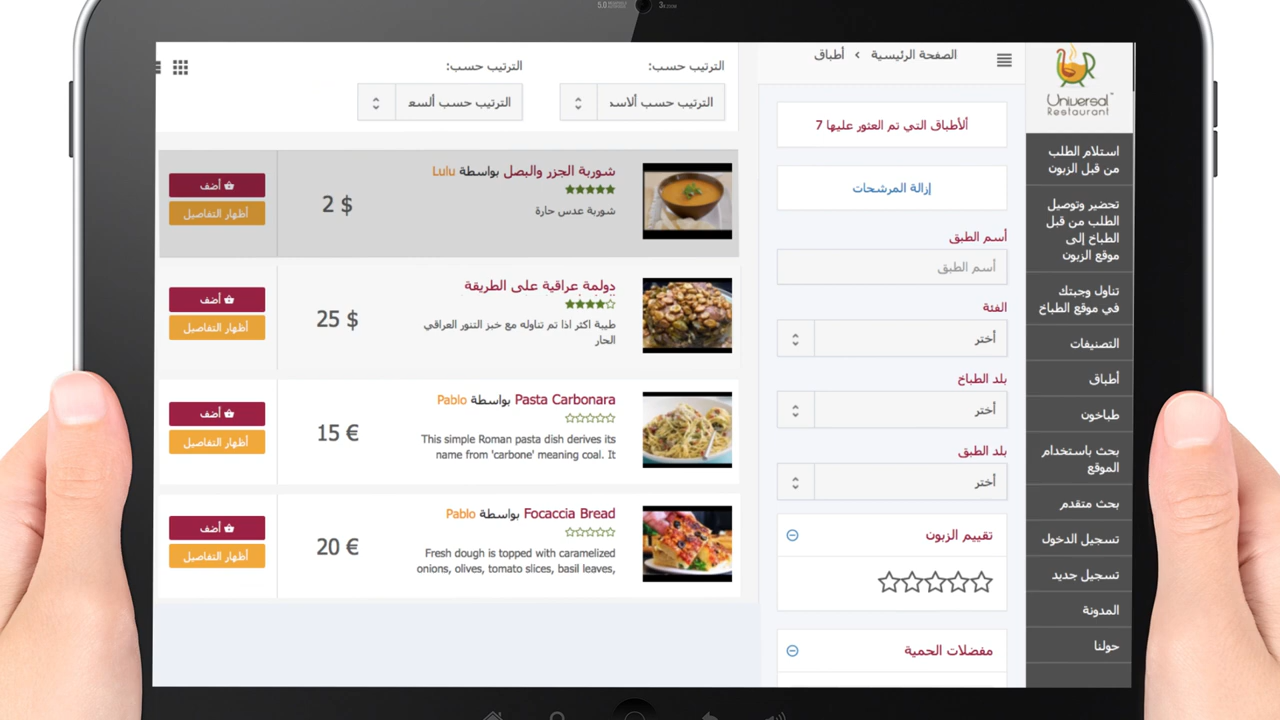 5.0
Universal™
Restaurant
استلام الطلب
من قبل الزبون
تحضير وتوصيل
الطلب من قبل
الطباخ إلى
موقع الزبون
تناول وجبتك
في موقع الطباخ
التصنيفات
أطباق
طباخون
بحث باستخدام
الموقع
بحث متقدم
تسجيل الدخول
تسجيل جديد
المدونة
حولنا
الصفحة الرئيسية › أطباق
ألأطباق التي تم العثور عليها 7
إزالة المرشحات
أسم الطبق
أسم الطبق
الفئة
أختر
بلد الطباخ
أختر
بلد الطبق
أختر
تقييم الزبون
مفضلات الحمية
الترتيب حسب:
الترتيب حسب ألاسم
الترتيب حسب:
الترتيب حسب ألسع
شوربة الجزر والبصل بواسطة Lulu
شوربة عدس حارة
2 $
أضف
أظهار التفاصيل
دولمة عراقية على الطريقة
طيبة اكثر اذا تم تناوله مع خبز التنور العراقي
الحار
25 $
أضف
أظهار التفاصيل
Pasta Carbonara بواسطة Pablo
This simple Roman pasta dish derives its
name from 'carbone' meaning coal. It
15 €
أضف
أظهار التفاصيل
Focaccia Bread بواسطة Pablo
Fresh dough is topped with caramelized
onions, olives, tomato slices, basil leaves,
20 €
أضف
أظهار التفاصيل